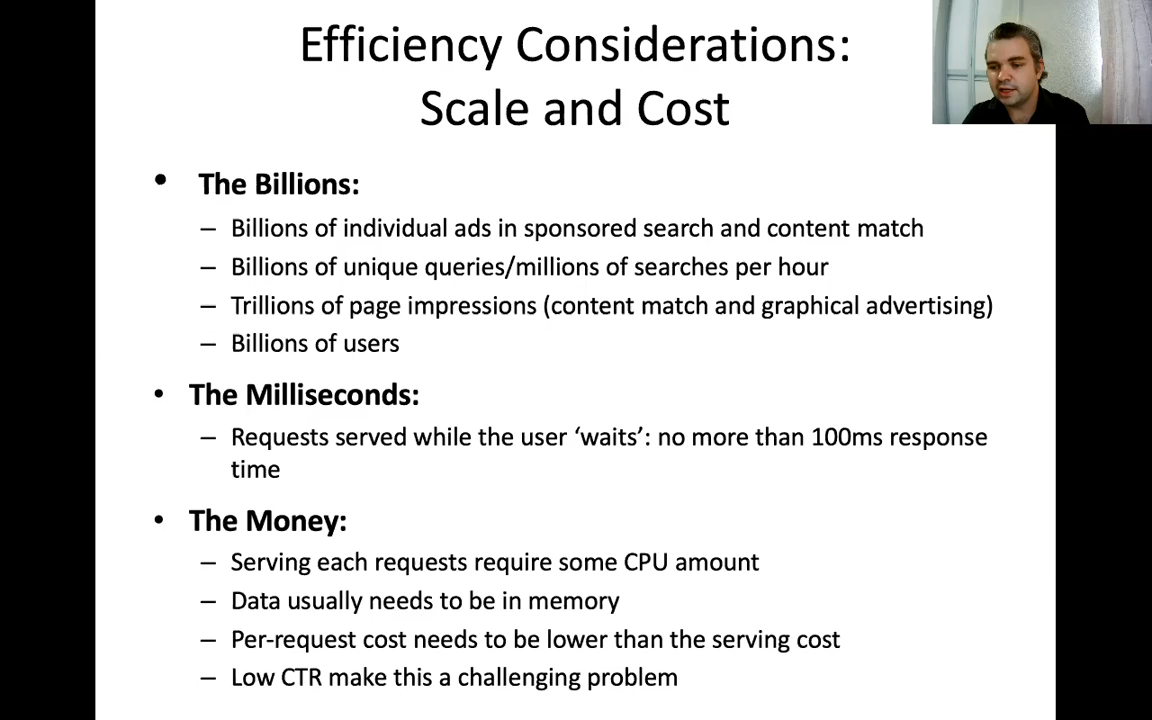 Efficiency Considerations:
Scale and Cost
• The Billions:
– Billions of individual ads in sponsored search and content match
– Billions of unique queries/millions of searches per hour
– Trillions of page impressions (content match and graphical advertising)
– Billions of users
• The Milliseconds:
– Requests served while the user ‘waits’: no more than 100ms response
time
• The Money:
– Serving each requests require some CPU amount
– Data usually needs to be in memory
– Per-request cost needs to be lower than the serving cost
– Low CTR make this a challenging problem